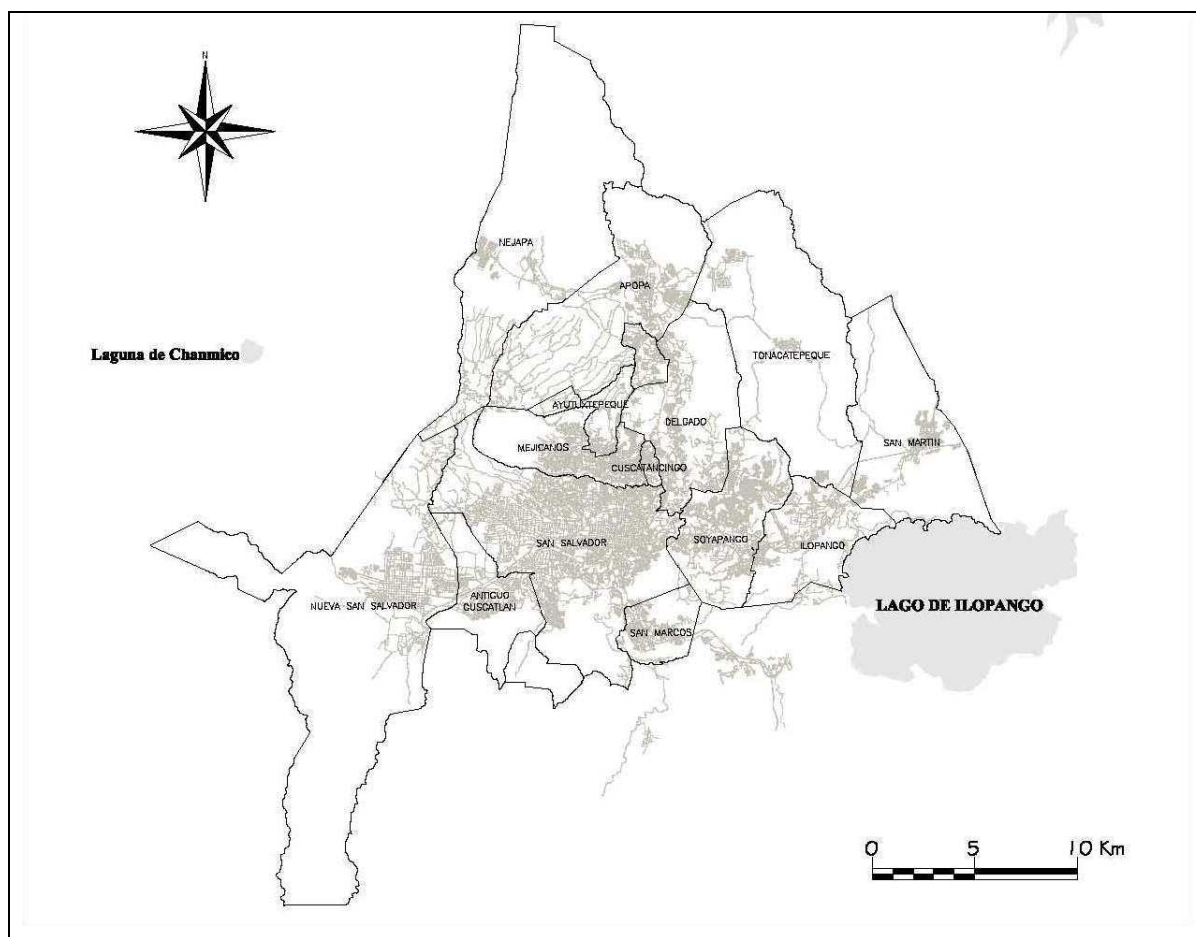 N
NEJAPA
APOPA
Laguna de Chanmico
TONACATEPEQUE
AYUTUXTEPEQUE
DELGADO
MEJICANOS
SAN MARTIN
CUSCATANCINGO
SAN SALVADOR
SOYAPANGO
ILOPANGO
NUEVA SAN SALVADOR
ANTIGUO
CUSCATLAN
LAGO DE ILOPANGO
SAN MARCOS
0 5 10 Km